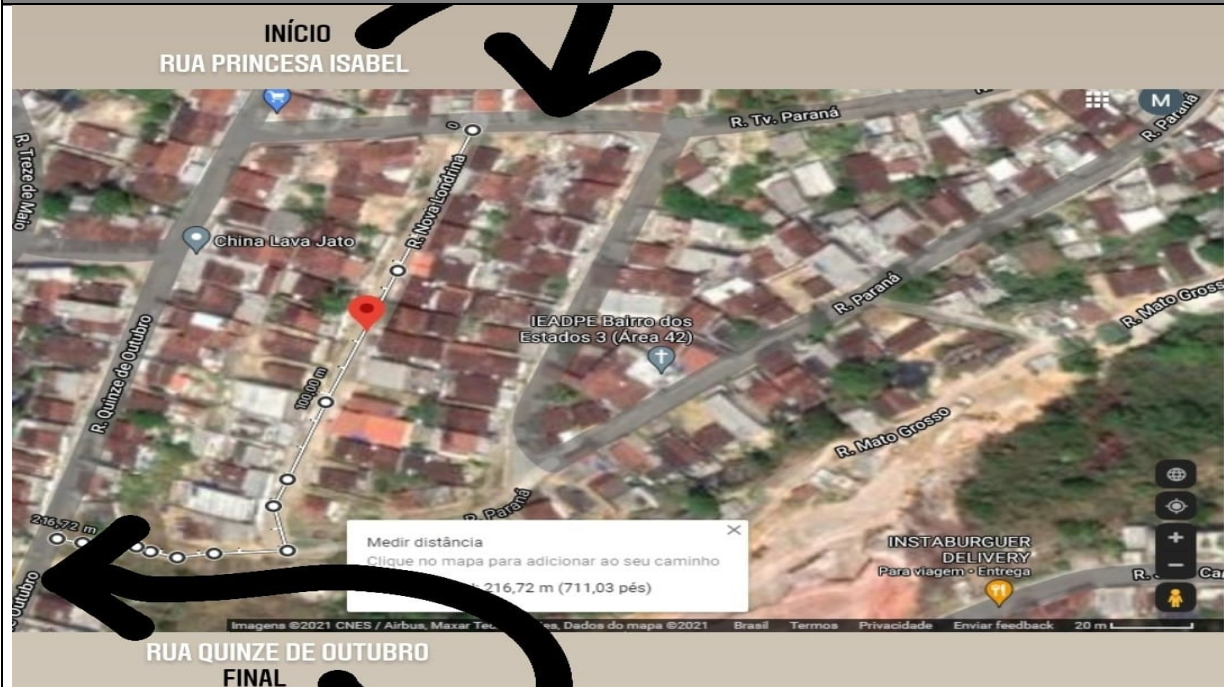 INÍCIO
RUA PRINCESA ISABEL
M
R. Tv. Paraná
R. Paraná
R. Treze de Maio
0
R. Nova Londrina
China Lava Jato
R. Paraná
R. Mato Grosso
IEADPE Bairro dos
Estados 3 (Área 42)
R. Quinze de Outubro
100,00 m
R. Mato Grosso
R. Paraná
216,72 m
Medir distância
Clique no mapa para adicionar ao seu caminho
216,72 m (711,03 pés)
INSTABURGUER
DELIVERY
Para viagem • Entrega
Outubro
Imagens ©2021 CNES / Airbus, Maxar Dados do mapa ©2021 Brasil Termos Privacidade Enviar feedback 20 m
RUA QUINZE DE OUTUBRO
FINAL